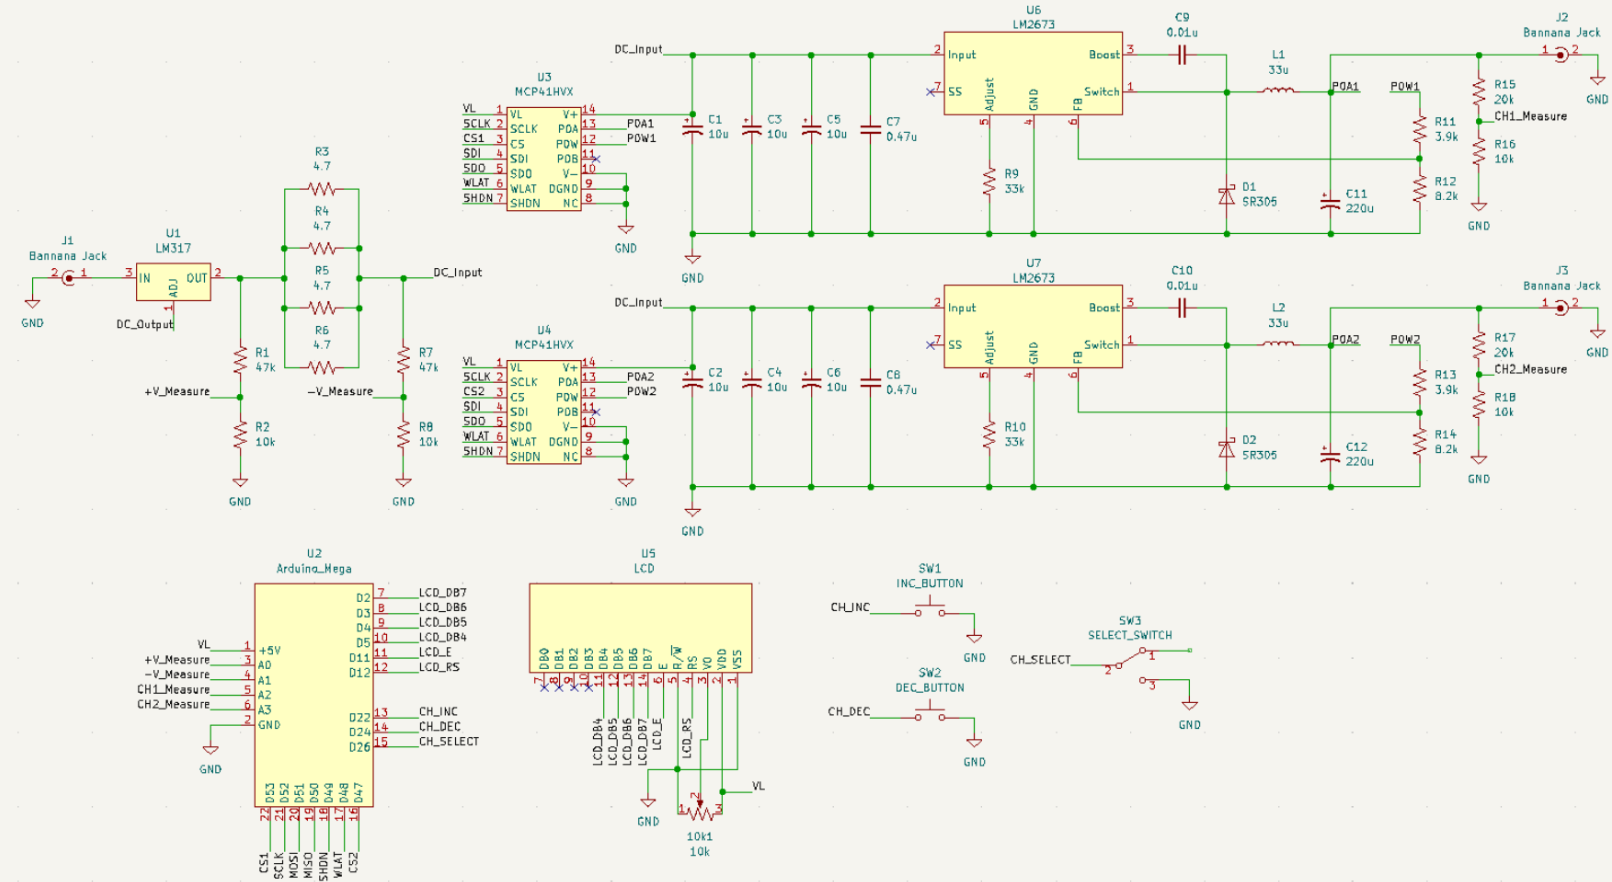 J1
Bannana Jack
2
1
GND
U1
LM317
3
IN
OUT
2
ADJ
1
DC_Output
R1
47k
+V_Measure
R2
10k
GND
R3
4.7
R4
4.7
R5
4.7
R6
4.7
DC_Input
R7
47k
-V_Measure
R8
10k
GND
U3
MCP41HVX
VL 1 VL V+ 14
SCLK 2 SCLK POA 13 POA1
CS1 3 CS POW 12 POW1
SDI 4 SDI POB 11
SDO 5 SDO V- 10
WLAT 6 WLAT DGND 9
SHDN 7 SHDN NC 8
GND
DC_Input
C1
10u
C3
10u
C5
10u
C7
0.47u
GND
U6
LM2673
2 Input Boost 3
7 SS Switch 1
Adjust GND FB
5 4 6
R9
33k
C9
0.01u
L1
33u
D1
SR305
POA1
POW1
C11
220u
R11
3.9k
R12
8.2k
R15
20k
CH1_Measure
R16
10k
GND
J2
Bannana Jack
1
2
GND
U4
MCP41HVX
VL 1 VL V+ 14
SCLK 2 SCLK POA 13 POA2
CS2 3 CS POW 12 POW2
SDI 4 SDI POB 11
SDO 5 SDO V- 10
WLAT 6 WLAT DGND 9
SHDN 7 SHDN NC 8
GND
DC_Input
C2
10u
C4
10u
C6
10u
C8
0.47u
GND
U7
LM2673
2 Input Boost 3
7 SS Switch 1
Adjust GND FB
5 4 6
R10
33k
C10
0.01u
L2
33u
D2
SR305
POA2
POW2
C12
220u
R13
3.9k
R14
8.2k
R17
20k
CH2_Measure
R18
10k
GND
J3
Bannana Jack
1
2
GND
U2
Arduino_Mega
VL 1 +5V
+V_Measure 3 A0
-V_Measure 4 A1
CH1_Measure 5 A2
CH2_Measure 6 A3
2 GND
GND
D2 7 LCD_DB7
D3 8 LCD_DB6
D4 9 LCD_DB5
D5 10 LCD_DB4
D11 11 LCD_E
D12 12 LCD_RS
D22 13 CH_INC
D24 14 CH_DEC
D26 15 CH_SELECT
D53 D52 D51 D50 D49 D48 D47
22 21 20 19 18 17 16
CS1 SCLK MOSI MISO SHDN WLAT CS2
U5
LCD
DB0 DB1 DB2 DB3 DB4 DB5 DB6 DB7 E R/W RS VO VDD VSS
7 8 9 10 11 12 13 14 6 5 4 3 2 1
LCD_DB4 LCD_DB5 LCD_DB6 LCD_DB7 LCD_E LCD_RS
VL
GND
1 2 3
10k1
10k
SW1
INC_BUTTON
CH_INC
GND
SW2
DEC_BUTTON
CH_DEC
GND
SW3
SELECT_SWITCH
CH_SELECT
2
1
3
GND